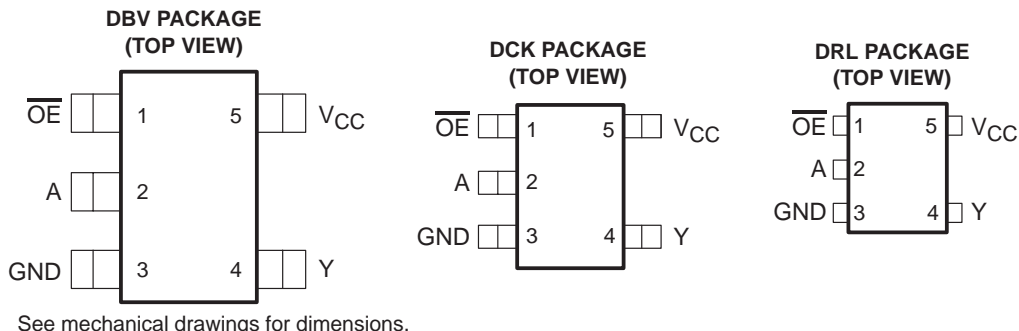 DBV PACKAGE
(TOP VIEW)
OE 1 5 VCC
A 2
GND 3 4 Y
DCK PACKAGE
(TOP VIEW)
OE 1 5 VCC
A 2
GND 3 4 Y
DRL PACKAGE
(TOP VIEW)
OE 1 5 VCC
A 2
GND 3 4 Y
See mechanical drawings for dimensions.